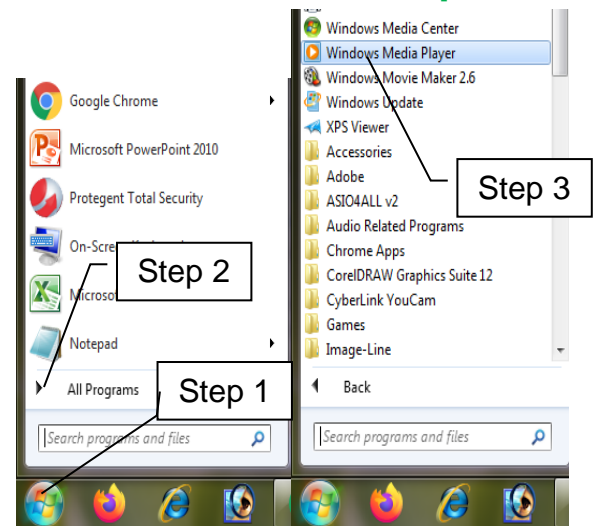 Google Chrome
Microsoft PowerPoint 2010
Protegent Total Security
On-Scre
Step 2
Microso
Notepad
All Programs
Step 1
Search programs and files
Windows Media Center
Windows Media Player
Windows Movie Maker 2.6
Windows Update
XPS Viewer
Accessories
Adobe
Step 3
ASIO4ALL v2
Audio Related Programs
Chrome Apps
CorelDRAW Graphics Suite 12
CyberLink YouCam
Games
Image-Line
Back
Search programs and files